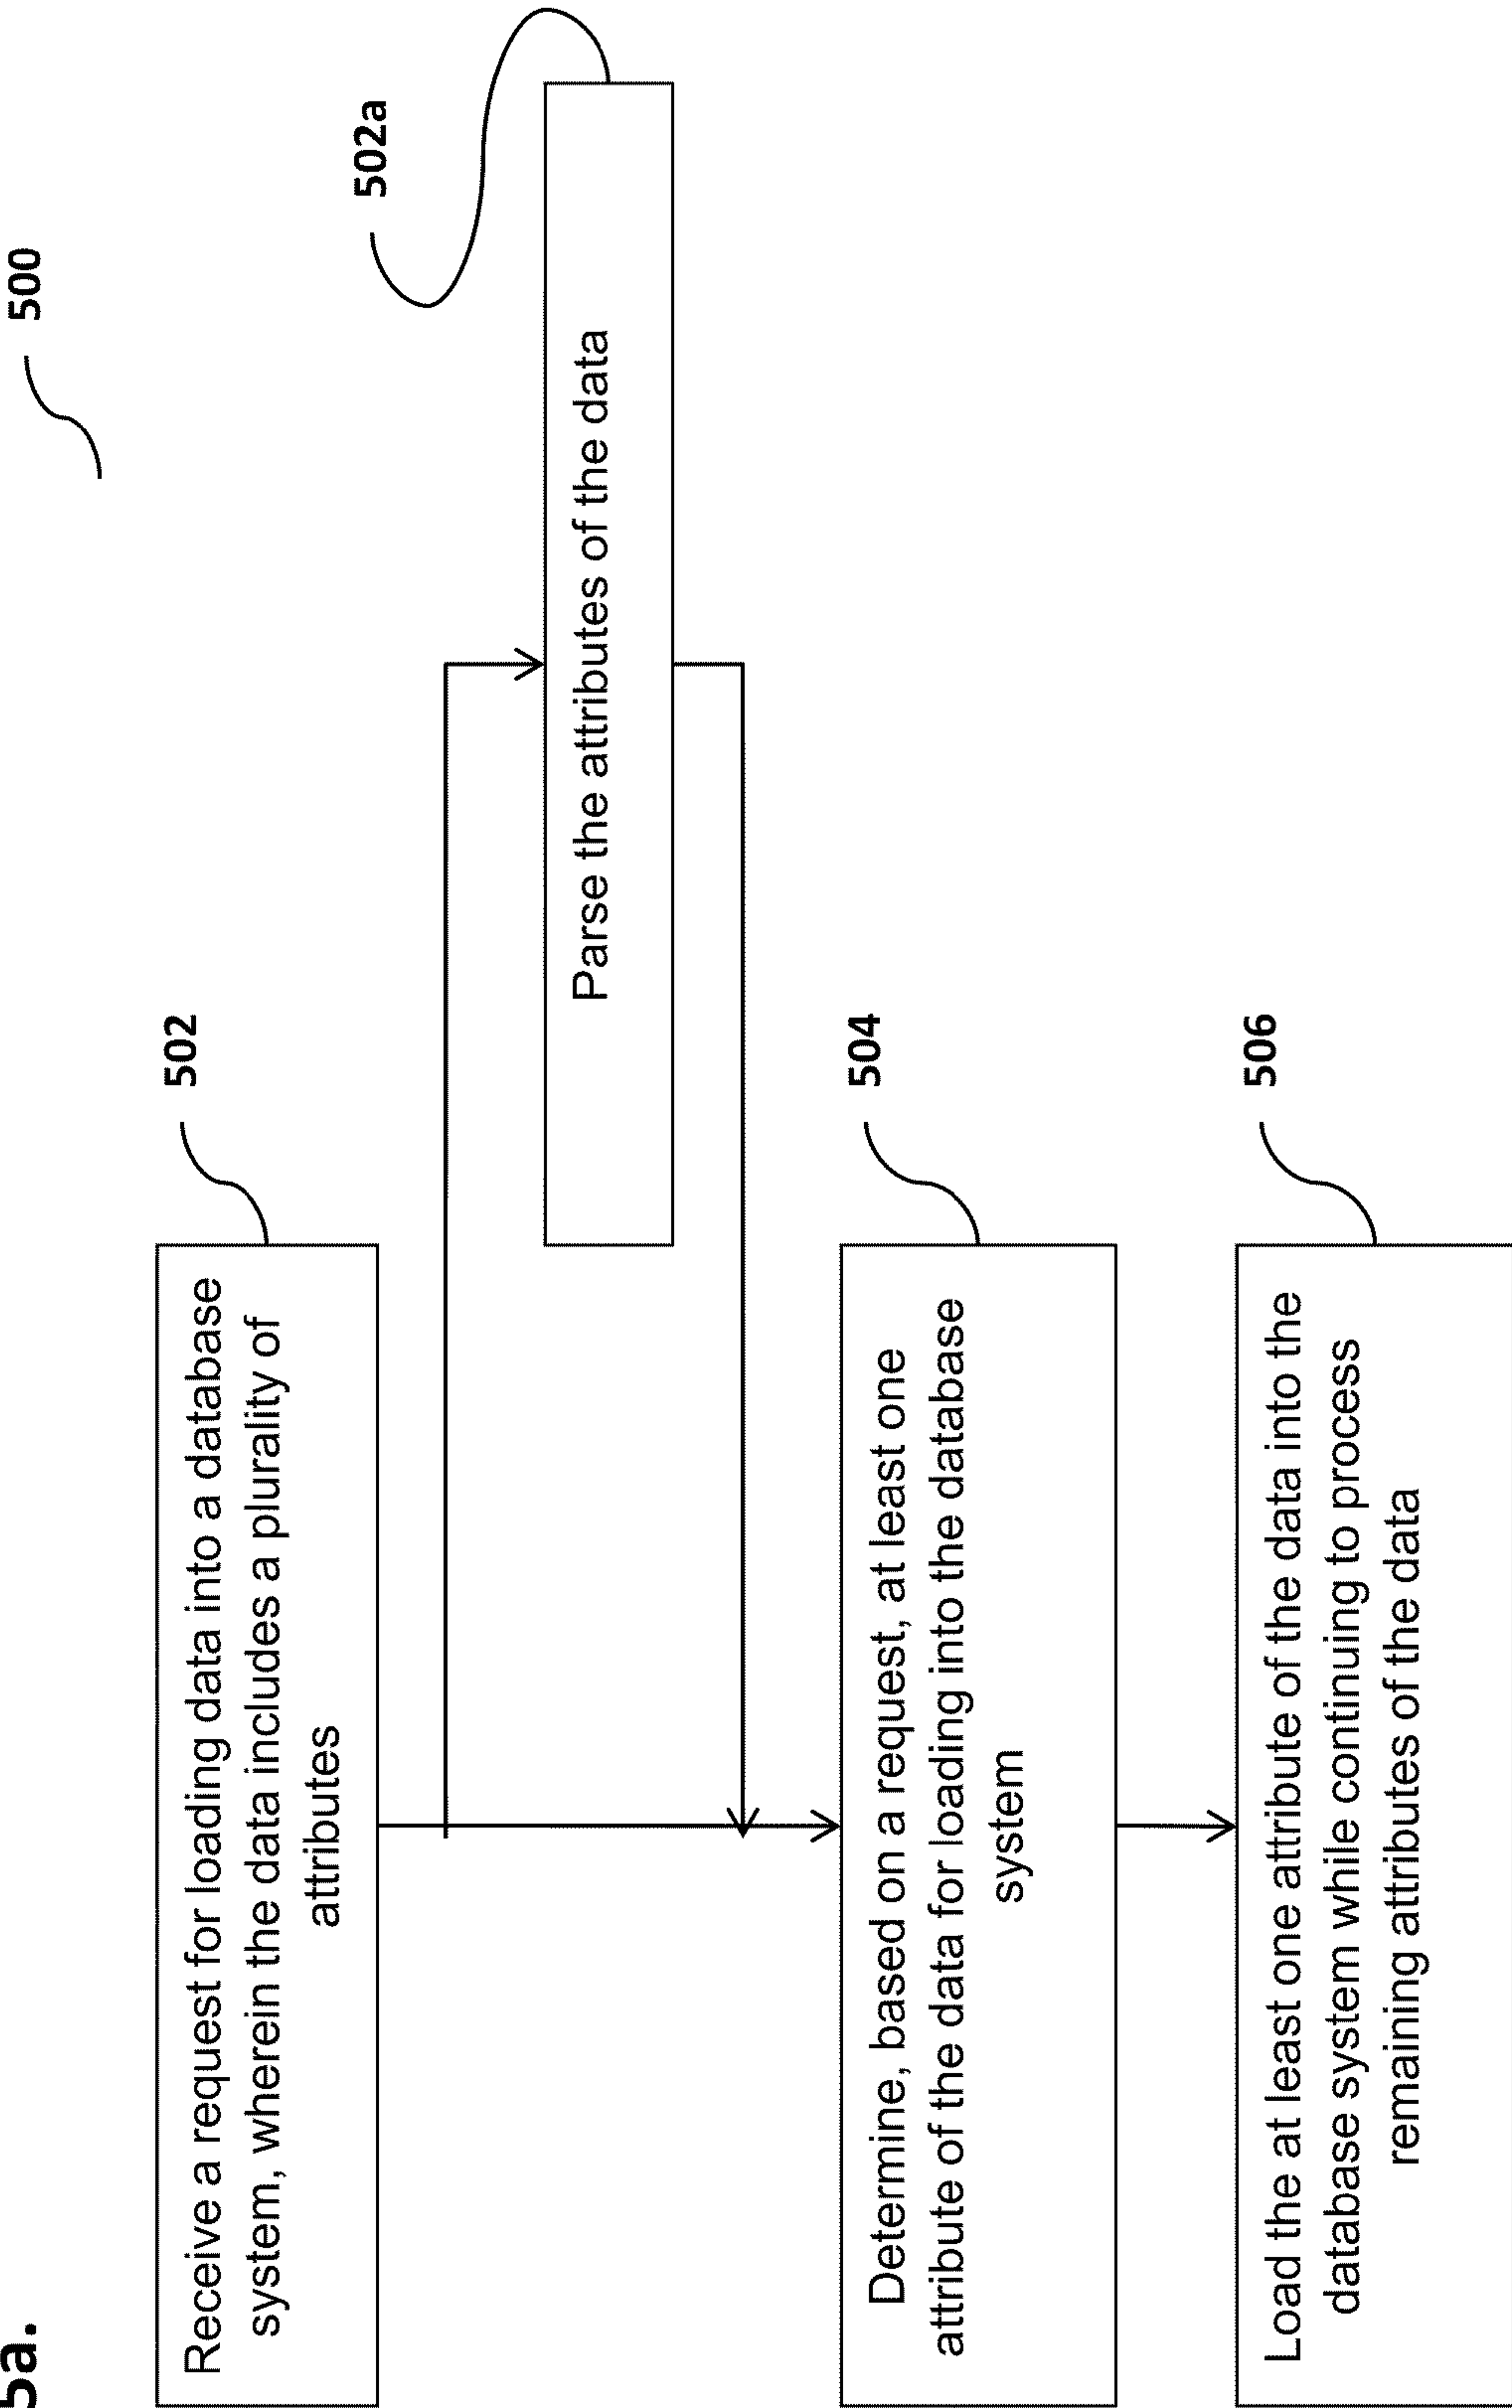 5a.
500
502
Receive a request for loading data into a database
system, wherein the data includes a plurality of
attributes
502a
Parse the attributes of the data
504
Determine, based on a request, at least one
attribute of the data for loading into the database
system
506
Load the at least one attribute of the data into the
database system while continuing to process
remaining attributes of the data